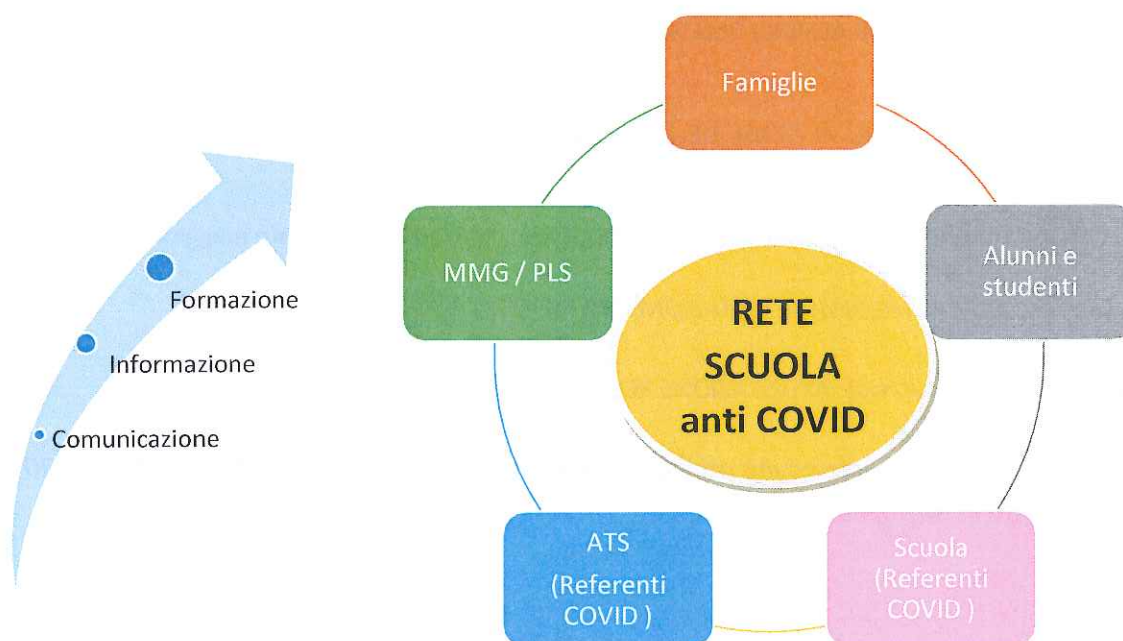 Formazione
Informazione
Comunicazione
Famiglie
Alunni e
studenti
Scuola
(Referenti
COVID )
ATS
(Referenti
COVID )
MMG / PLS
RETE
SCUOLA
anti COVID